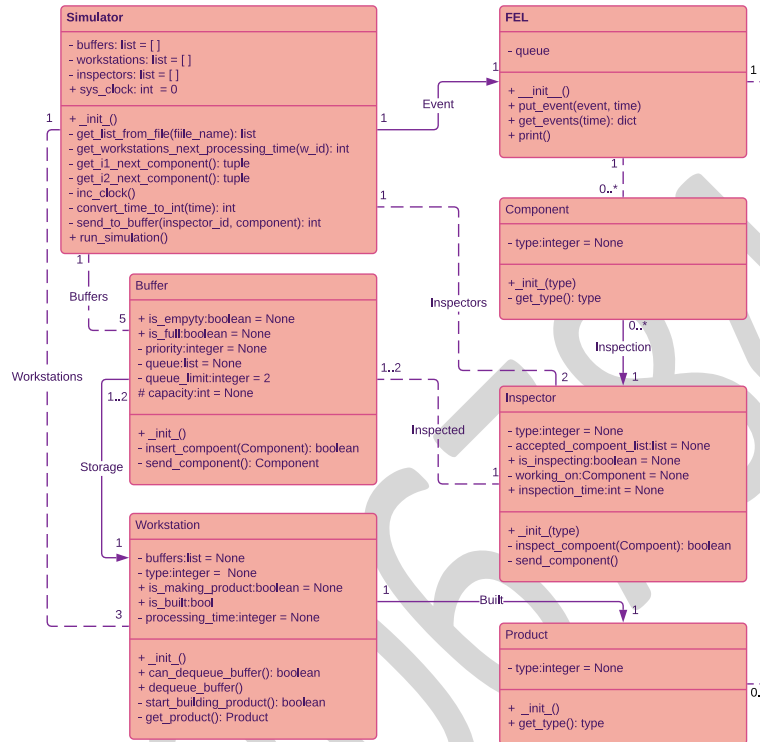 Simulator
- buffers: list = [ ]
- workstations: list = [ ]
- inspectors: list = [ ]
+ sys_clock: int = 0
+ _init_()
- get_list_from_file(fiile_name): list
- get_workstations_next_processing_time(w_id): int
- get_i1_next_component(): tuple
- get_i2_next_component(): tuple
- inc_clock()
- convert_time_to_int(time): int
- send_to_buffer(inspector_id, component): int
+ run_simulation()
1
1
1
1
Event
1
FEL
- queue
+ __init__()
+ put_event(event, time)
+ get_events(time): dict
+ print()
1
1
0..*
Component
- type:integer = None
+_init_(type)
- get_type(): type
0..*
Inspection
1
Buffers
5
Buffer
+ is_empyty:boolean = None
+ is_full:boolean = None
- priority:integer = None
- queue:list = None
- queue_limit:integer = 2
# capacity:int = None
+ _init_()
- insert_compoent(Component): boolean
- send_component(): Component
Inspectors
2
1..2
Inspected
1
Inspector
- type:integer = None
- accepted_compoent_list:list = None
+ is_inspecting:boolean = None
- working_on:Component = None
+ inspection_time:int = None
+ _init_(type)
- inspect_compoent(Compoent): boolean
- send_component()
Workstations
3
1..2
Storage
1
Workstation
- buffers:list = None
- type:integer = None
+ is_making_product:boolean = None
+ is_built:bool
- processing_time:integer = None
+ _init_()
+ can_dequeue_buffer(): boolean
+ dequeue_buffer()
- start_building_product(): boolean
- get_product(): Product
1
Built
1
Product
- type:integer = None
+ _init_()
+ get_type(): type
0..